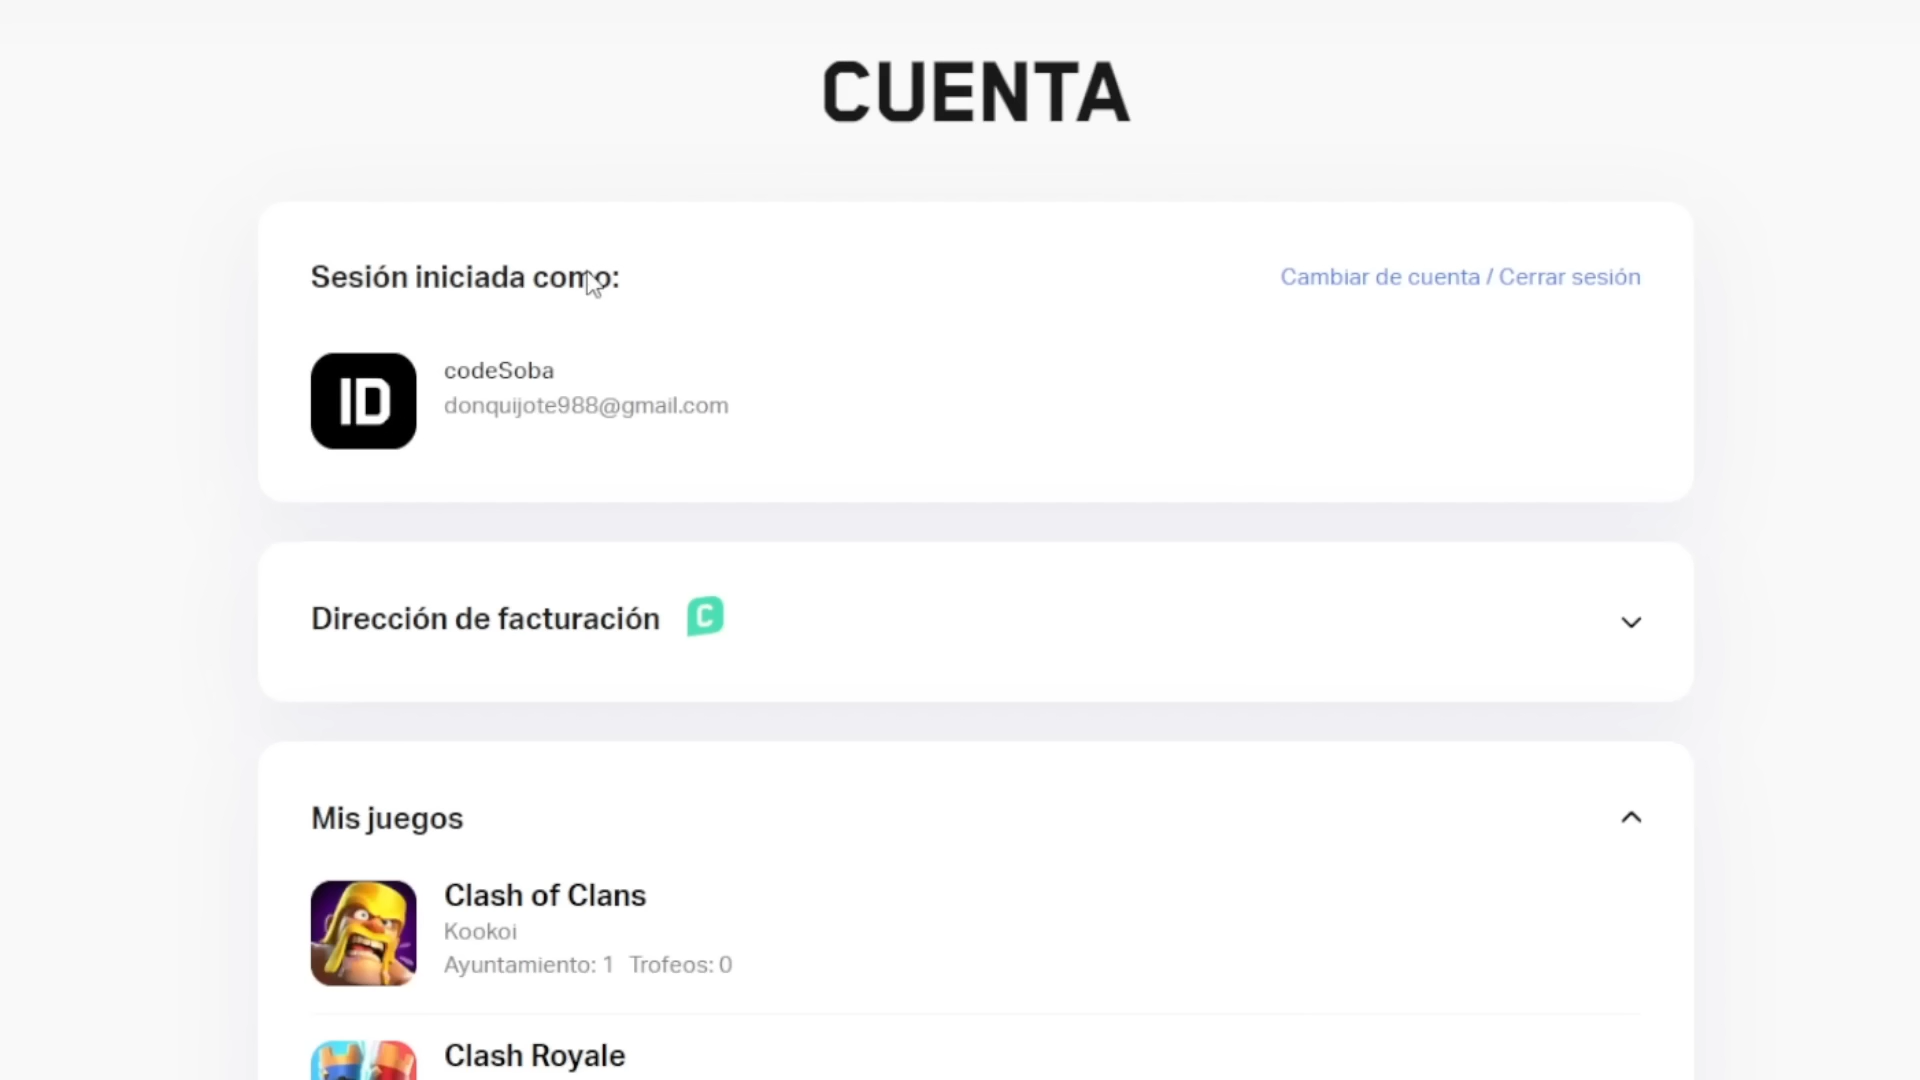 CUENTA
Sesión iniciada como:
Cambiar de cuenta / Cerrar sesión
ID
codeSoba
donquijote988@gmail.com
Dirección de facturación
C
Mis juegos
Clash of Clans
Kookoi
Ayuntamiento: 1 Trofeos: 0
Clash Royale